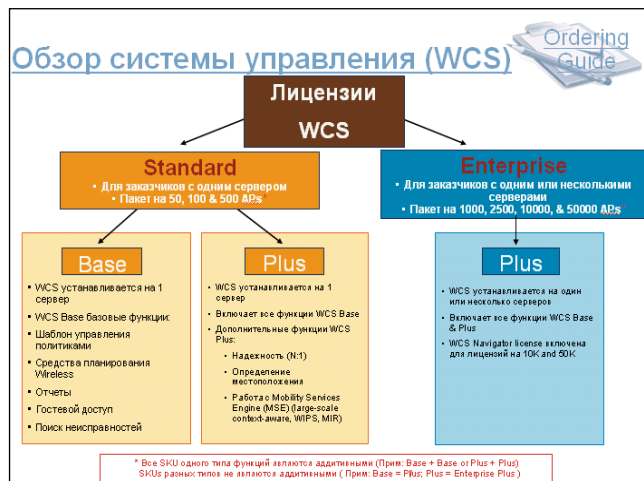 Обзор системы управления (WCS)
Ordering
Guide
Лицензии
WCS
Standard
• Для заказчиков с одним сервером
• Пакет на 50, 100 & 500 APs*
Enterprise
• Для заказчиков с одним или несколькими
серверами
• Пакет на 1000, 2500, 10000, & 50000 APs*
Base
▪ WCS устанавливается на 1
сервер
▪ WCS Base базовые функции:
▪ Шаблон управления
политиками
▪ Средства планирования
Wireless
▪ Отчеты
▪ Гостевой доступ
▪ Поиск неисправностей
Plus
▪ WCS устанавливается на 1
сервер
▪ Включает все функции WCS Base
▪ Дополнительные функции WCS
Plus:
▪ Надежность (N:1)
▪ Определение
местоположения
▪ Работа с Mobility Services
Engine (MSE) (large-scale
context-aware, WIPS, MIR)
Plus
▪ WCS устанавливается на один
или несколько серверов
▪ Включает все функции WCS Base
& Plus
▪ WCS Navigator license включена
для лицензий на 10K and 50K
* Все SKU одного типа функций являются аддитивными (Прим: Base + Base or Plus + Plus)
SKUs разных типов не являются аддитивными ( Прим: Base = Plus; Plus = Enterprise Plus )